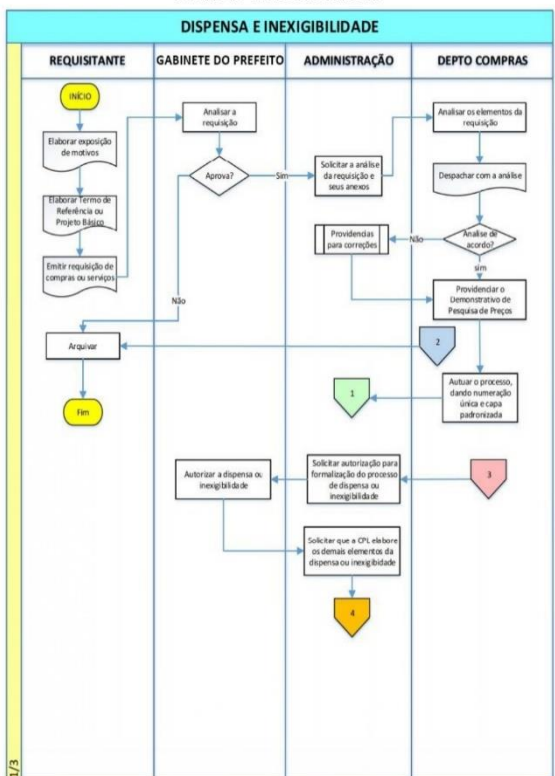 DISPENSA E INEXIGIBILIDADE
REQUISITANTE
GABINETE DO PREFEITO
ADMINISTRAÇÃO
DEPTO COMPRAS
INÍCIO
Elaborar exposição
de motivos
Elaborar Termo de
Referência ou
Projeto Básico
Emitir requisição de
compras ou serviços
Arquivar
Fim
Analisar a
requisição
Aprova?
Sim
Não
Solicitar a análise
da requisição e
seus anexos
Analisar os elementos da
requisição
Despachar com a análise
Analise de
acordo?
Não
sim
Providencias
para correções
Providenciar o
Demonstrativo de
Pesquisa de Preços
2
Autuar o processo,
dando numeração
única e capa
padronizada
1
3
Solicitar autorização para
formalização do processo
de dispensa ou
inexigibilidade
Autorizar a dispensa ou
inexigibilidade
Solicitar que a CPL elabore
os demais elementos da
dispensa ou inexigibidade
4
1/3